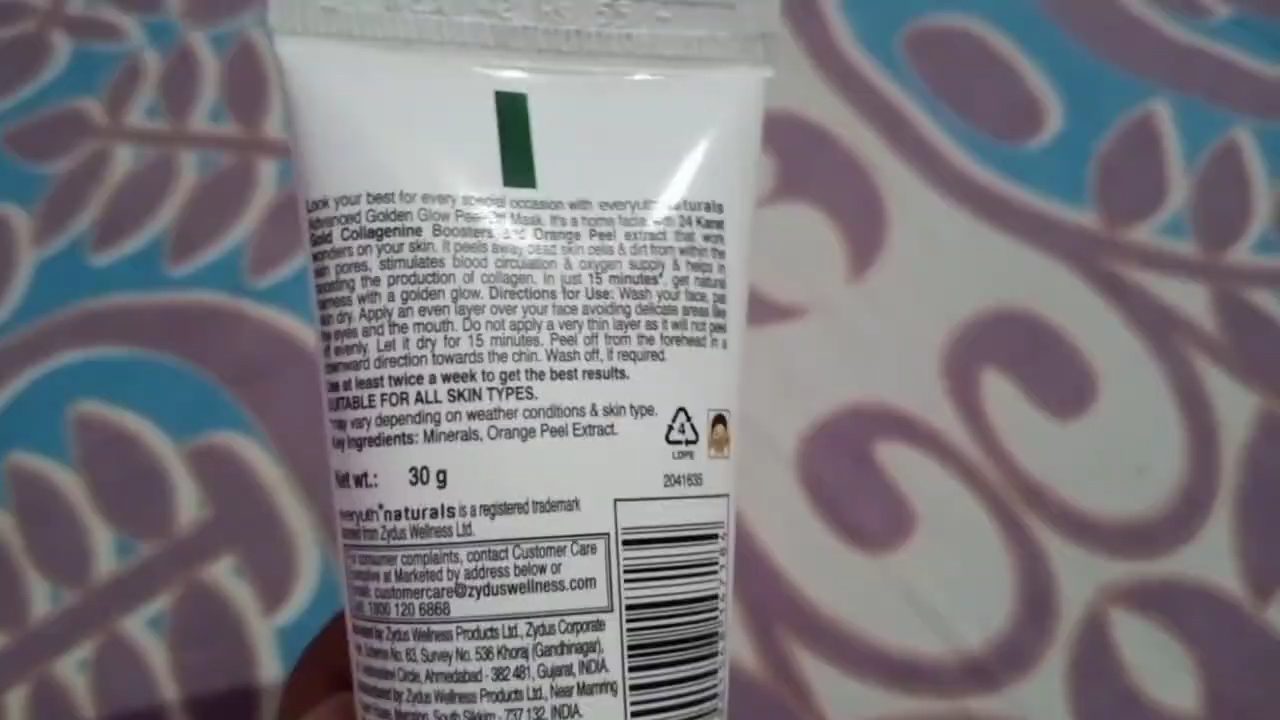 Look your best for every special occasion with everyuth naturals
Advanced Golden Glow Peel Off Mask. It's a home facial with 24 Karat
Gold Collagenine Boosters and Orange Peel extract that work
wonders on your skin. It peels away dead skin cells & dirt from within the
skin pores, stimulates blood circulation & oxygen supply & helps in
boosting the production of collagen. In just 15 minutes*, get natural
fairness with a golden glow. Directions for Use: Wash your face, pat
dry. Apply an even layer over your face avoiding delicate areas like
eyes and the mouth. Do not apply a very thin layer as it will not peel
evenly. Let it dry for 15 minutes. Peel off from the forehead in a
downward direction towards the chin. Wash off, if required.
Use at least twice a week to get the best results.
SUITABLE FOR ALL SKIN TYPES.
may vary depending on weather conditions & skin type.
Key Ingredients: Minerals, Orange Peel Extract.
4
LDPE
Net wt.: 30 g
2041635
everyuth naturals is a registered trademark
from Zydus Wellness Ltd.
consumer complaints, contact Customer Care
at Marketed by address below or
customercare@zyduswellness.com
1800 120 6868
by: Zydus Wellness Products Ltd., Zydus Corporate
No. 63, Survey No. 536 Khoraj (Gandhinagar),
Circle, Ahmedabad - 382 481, Gujarat, INDIA.
by Zydus Wellness Products Ltd., Near Mamring
South Sikkim - 737 132, INDIA.